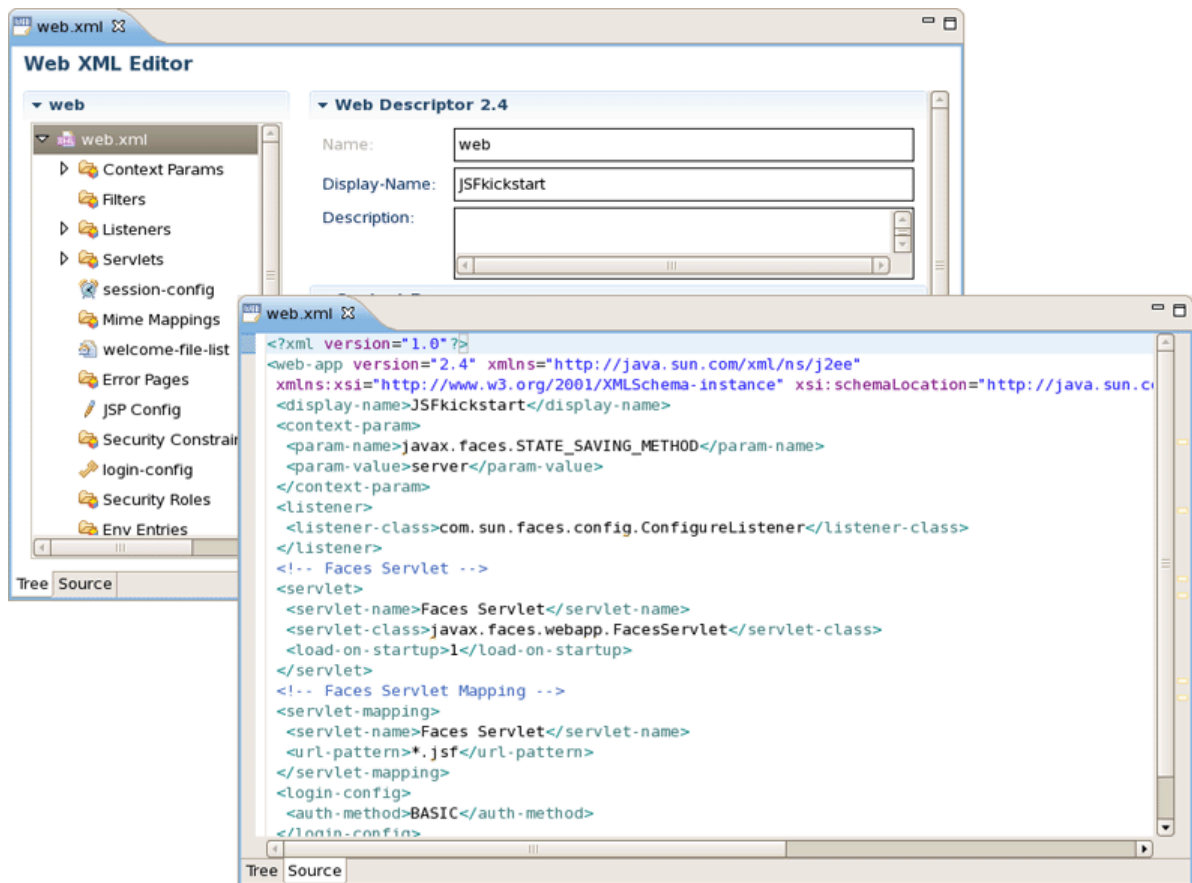 web.xml
Web XML Editor
web
web.xml
Context Params
Filters
Listeners
Servlets
session-config
Mime Mappings
welcome-file-list
Error Pages
JSP Config
Security Constrain
login-config
Security Roles
Env Entries
Tree Source
Web Descriptor 2.4
Name: web
Display-Name: JSFkickstart
Description:
web.xml
<?xml version="1.0"?>
<web-app version="2.4" xmlns="http://java.sun.com/xml/ns/j2ee"
xmlns:xsi="http://www.w3.org/2001/XMLSchema-instance" xsi:schemaLocation="http://java.sun.c
<display-name>JSFkickstart</display-name>
<context-param>
<param-name>javax.faces.STATE_SAVING_METHOD</param-name>
<param-value>server</param-value>
</context-param>
<listener>
<listener-class>com.sun.faces.config.ConfigureListener</listener-class>
</listener>
<!-- Faces Servlet -->
<servlet>
<servlet-name>Faces Servlet</servlet-name>
<servlet-class>javax.faces.webapp.FacesServlet</servlet-class>
<load-on-startup>1</load-on-startup>
</servlet>
<!-- Faces Servlet Mapping -->
<servlet-mapping>
<servlet-name>Faces Servlet</servlet-name>
<url-pattern>*.jsf</url-pattern>
</servlet-mapping>
<login-config>
<auth-method>BASIC</auth-method>
</login-config>
Tree Source